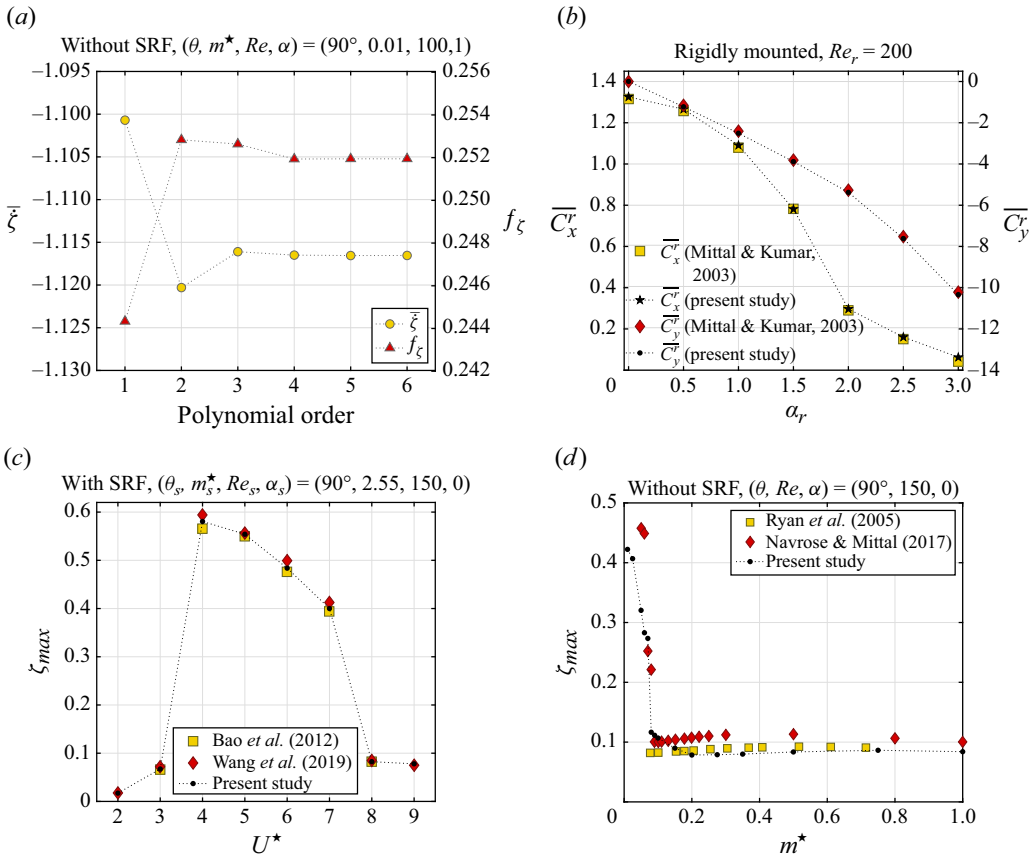 (a)
Without SRF, (θ, m★, Re, α) = (90°, 0.01, 100,1)
−1.095
−1.100
−1.105
−1.110
−1.115
−1.120
−1.125
−1.130
0.256
0.254
0.252
0.250
0.248
0.246
0.244
0.242
f_ζ
f_ζ
1 2 3 4 5 6
Polynomial order
(b)
Rigidly mounted, Re_r = 200
1.4
1.2
1.0
0.8
0.6
0.4
0.2
0
−2
−4
−6
−8
−10
−12
−14
C̅_x^r
C̅_y^r
C̅_x^r (Mittal & Kumar,
2003)
C̅_x^r (present study)
C̅_y^r (Mittal & Kumar, 2003)
C̅_y^r (present study)
0 0.5 1.0 1.5 2.0 2.5 3.0
α_r
(c)
With SRF, (θ_s, m_s★, Re_s, α_s) = (90°, 2.55, 150, 0)
0.6
0.5
0.4
0.3
0.2
0.1
0
ζ_max
Bao et al. (2012)
Wang et al. (2019)
Present study
2 3 4 5 6 7 8 9
U★
(d)
Without SRF, (θ, Re, α) = (90°, 150, 0)
0.5
0.4
0.3
0.2
0.1
0
ζ_max
Ryan et al. (2005)
Navrose & Mittal (2017)
Present study
0.2 0.4 0.6 0.8 1.0
m★